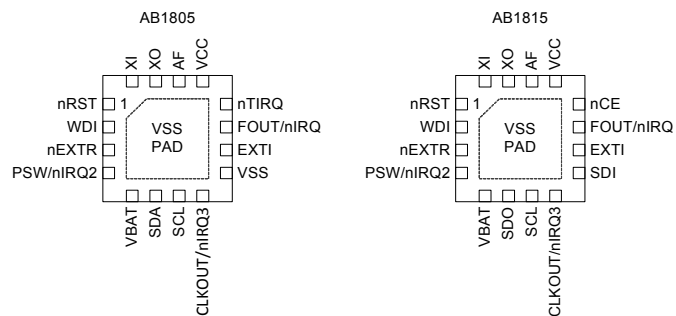 AB1805
XI
XO
AF
VCC
nRST
1
nTIRQ
WDI
VSS
PAD
FOUT/nIRQ
nEXTR
EXTI
PSW/nIRQ2
VSS
VBAT
SDA
SCL
CLKOUT/nIRQ3
AB1815
XI
XO
AF
VCC
nRST
1
nCE
WDI
VSS
PAD
FOUT/nIRQ
nEXTR
EXTI
PSW/nIRQ2
SDI
VBAT
SDO
SCL
CLKOUT/nIRQ3